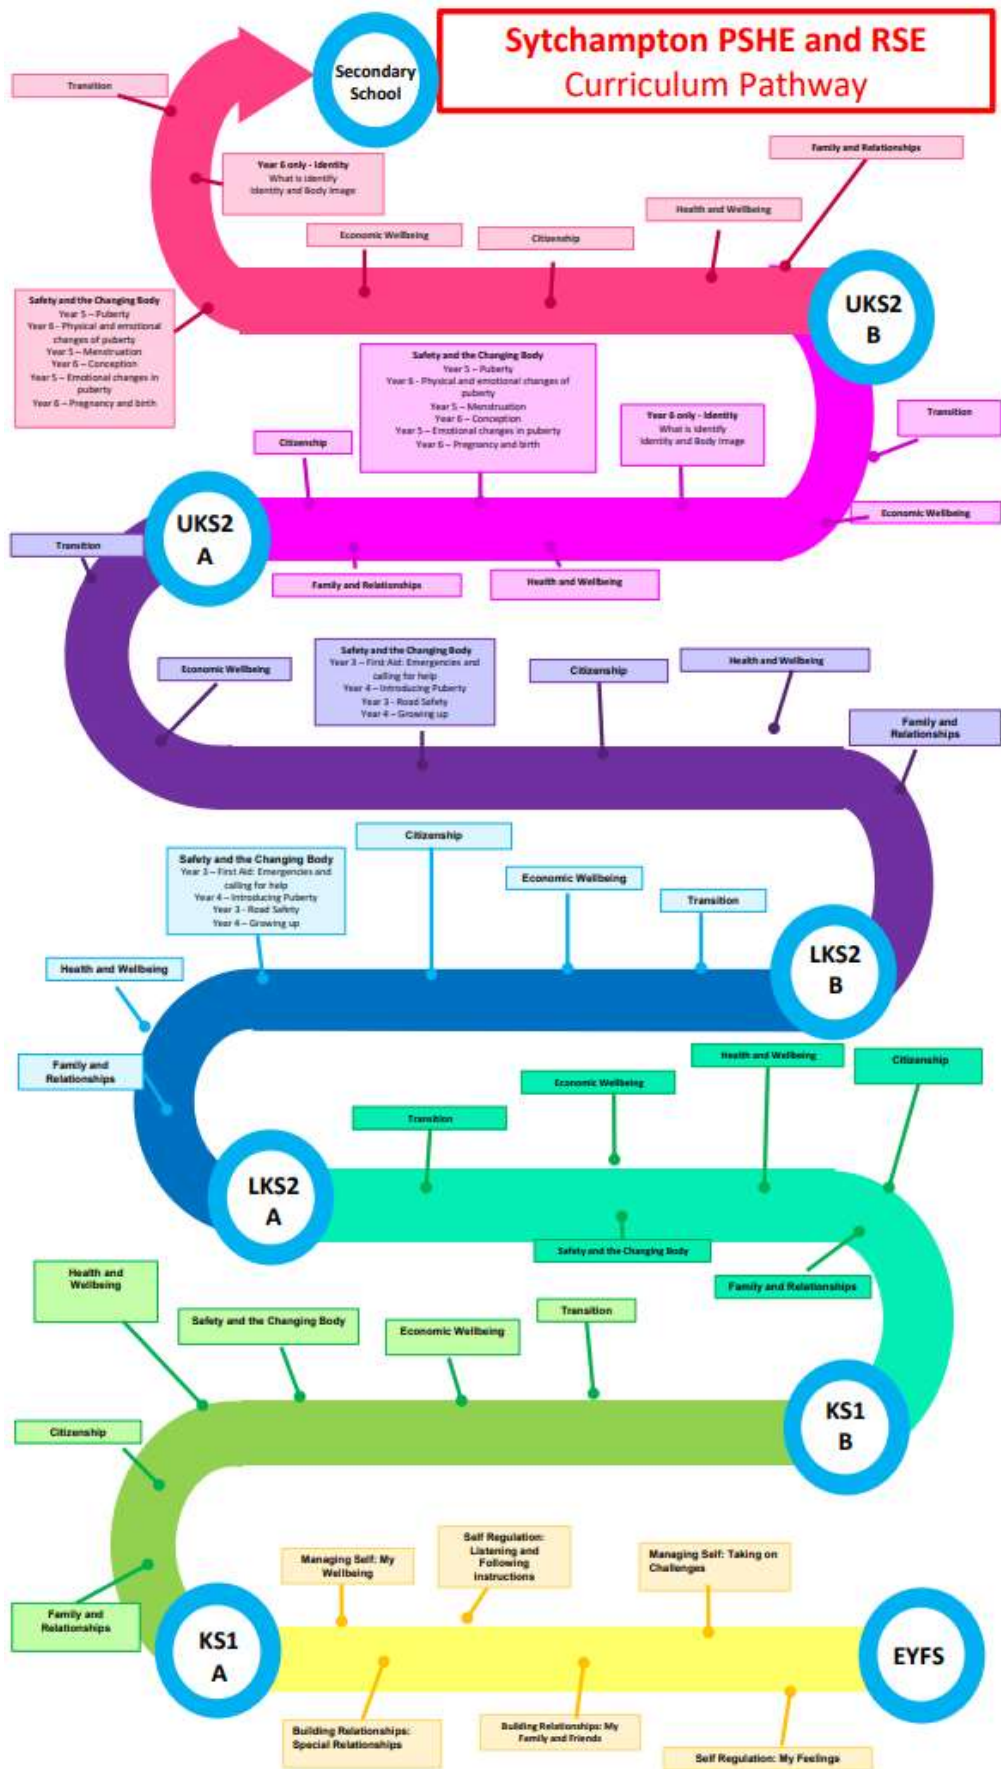 Sytchampton PSHE and RSE
Curriculum Pathway
Secondary
School
Transition
Year 6 only - Identity
What is identify
Identity and Body Image
Family and Relationships
Health and Wellbeing
Economic Wellbeing
Citizenship
Safety and the Changing Body
Year 5 – Puberty
Year 6 - Physical and emotional
changes of puberty
Year 5 – Menstruation
Year 6 – Conception
Year 5 – Emotional changes in
puberty
Year 6 – Pregnancy and birth
UKS2
B
Safety and the Changing Body
Year 5 – Puberty
Year 6 - Physical and emotional changes of
puberty
Year 5 – Menstruation
Year 6 – Conception
Year 5 – Emotional changes in puberty
Year 6 – Pregnancy and birth
Year 6 only - Identity
What is identify
Identity and Body Image
Transition
Citizenship
Economic Wellbeing
UKS2
A
Transition
Family and Relationships
Health and Wellbeing
Economic Wellbeing
Safety and the Changing Body
Year 3 – First Aid: Emergencies and
calling for help
Year 4 – Introducing Puberty
Year 3 - Road Safety
Year 4 – Growing up
Citizenship
Health and Wellbeing
Family and
Relationships
Citizenship
Safety and the Changing Body
Year 3 – First Aid: Emergencies and
calling for help
Year 4 – Introducing Puberty
Year 3 - Road Safety
Year 4 – Growing up
Economic Wellbeing
Transition
LKS2
B
Health and Wellbeing
Family and
Relationships
Health and Wellbeing
Citizenship
Economic Wellbeing
Transition
LKS2
A
Safety and the Changing Body
Family and Relationships
Health and
Wellbeing
Safety and the Changing Body
Economic Wellbeing
Transition
KS1
B
Citizenship
Family and
Relationships
Managing Self: My
Wellbeing
Self Regulation:
Listening and
Following
instructions
Managing Self: Taking on
Challenges
KS1
A
EYFS
Building Relationships:
Special Relationships
Building Relationships: My
Family and Friends
Self Regulation: My Feelings